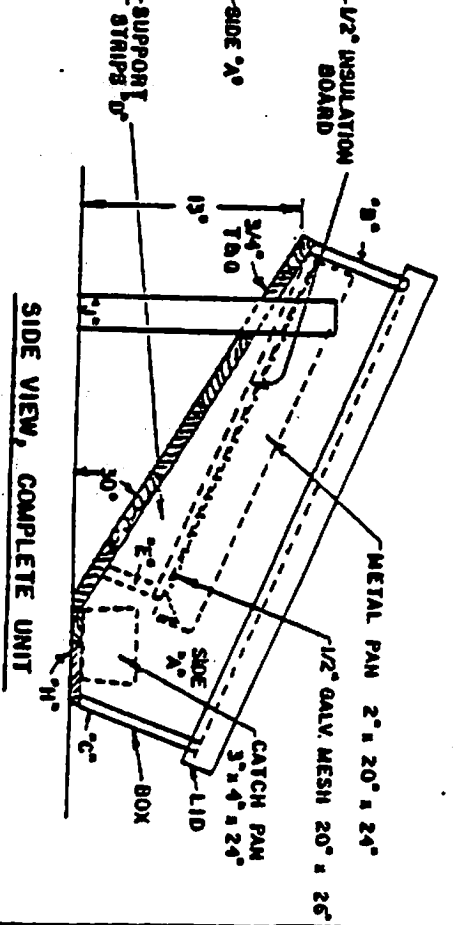 1/2" INSULATION
BOARD
SIDE "A"
SUPPORT
STRIPS "D"
"B"
13"
3/4"
T & G
"J"
30°
"E"
SIDE
"A"
"H"
"C"
BOX
LID
CATCH PAN
3" x 4" x 24"
1/2" GALV. MESH 20" x 26"
METAL PAN 2" x 20" x 24"
SIDE VIEW, COMPLETE UNIT